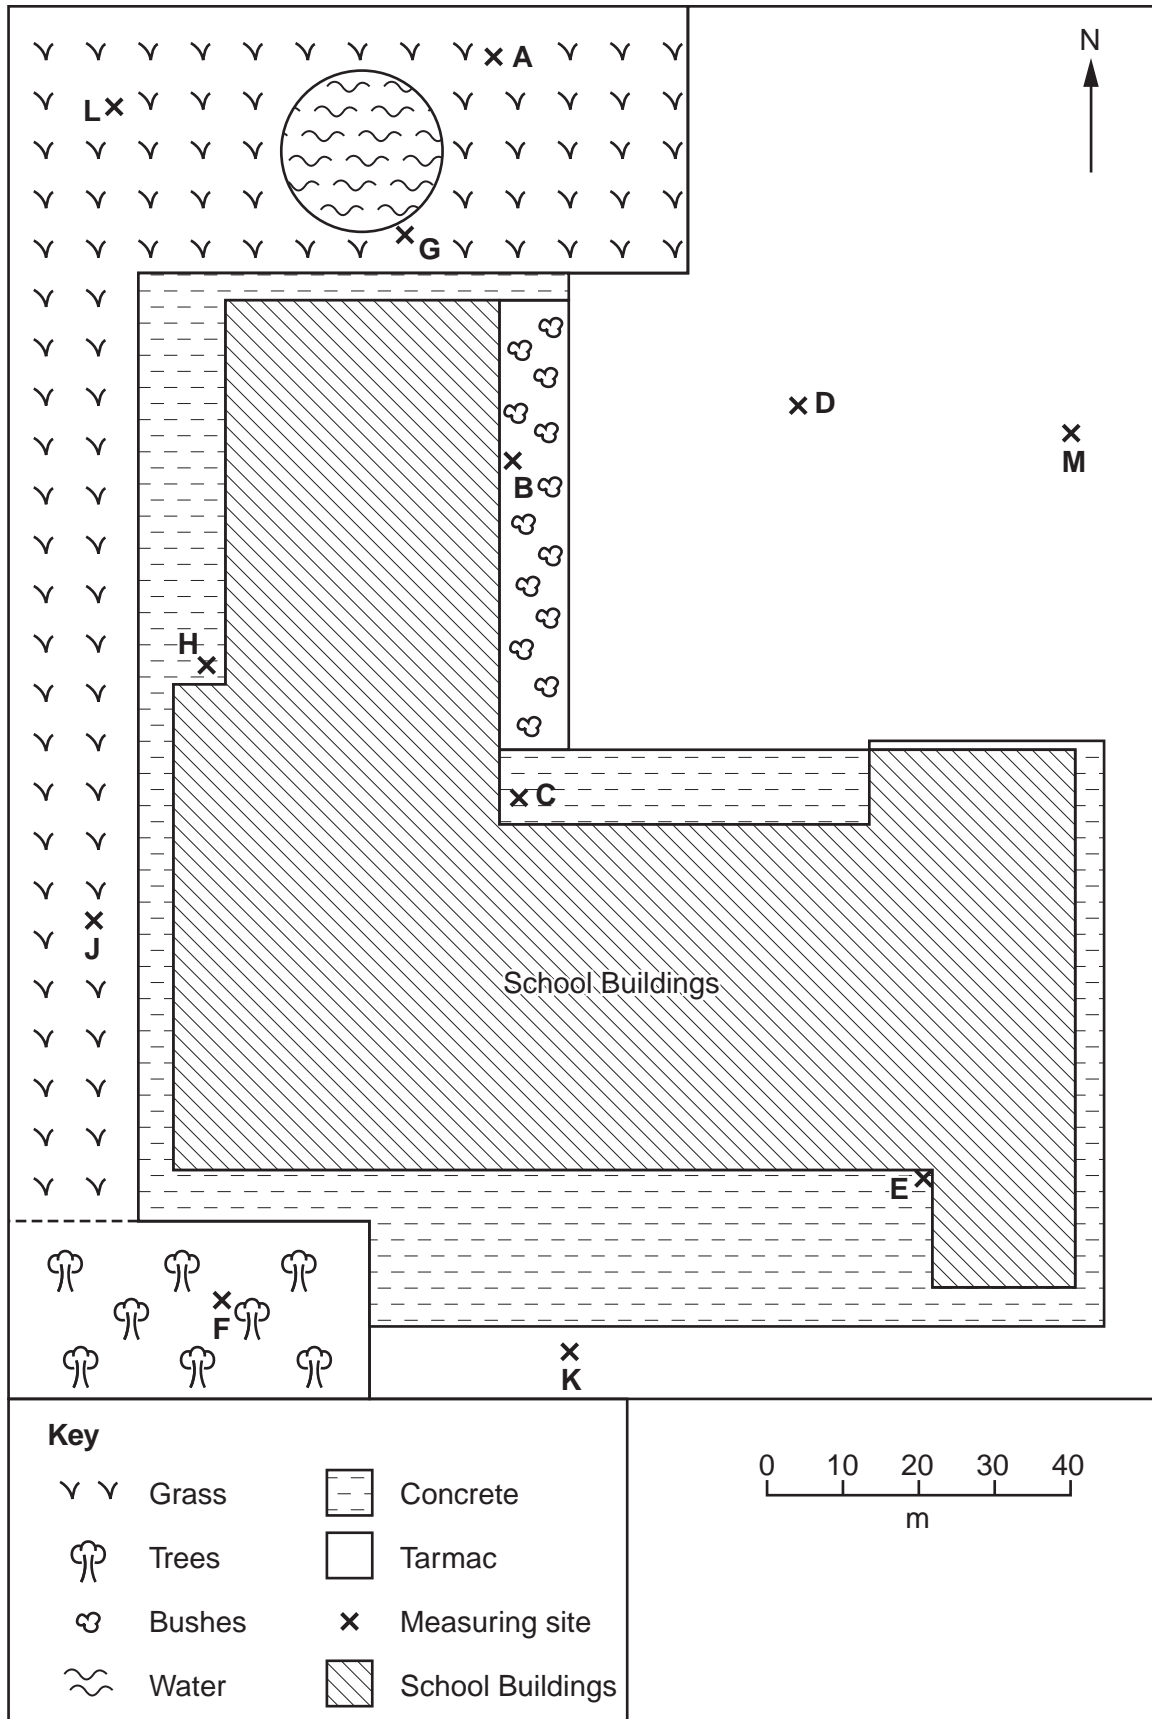 N
A
L
G
D
M
B
H
C
J
School Buildings
E
F
K
Key
Grass
Concrete
Trees
Tarmac
Bushes
Measuring site
Water
School Buildings
0 10 20 30 40
m